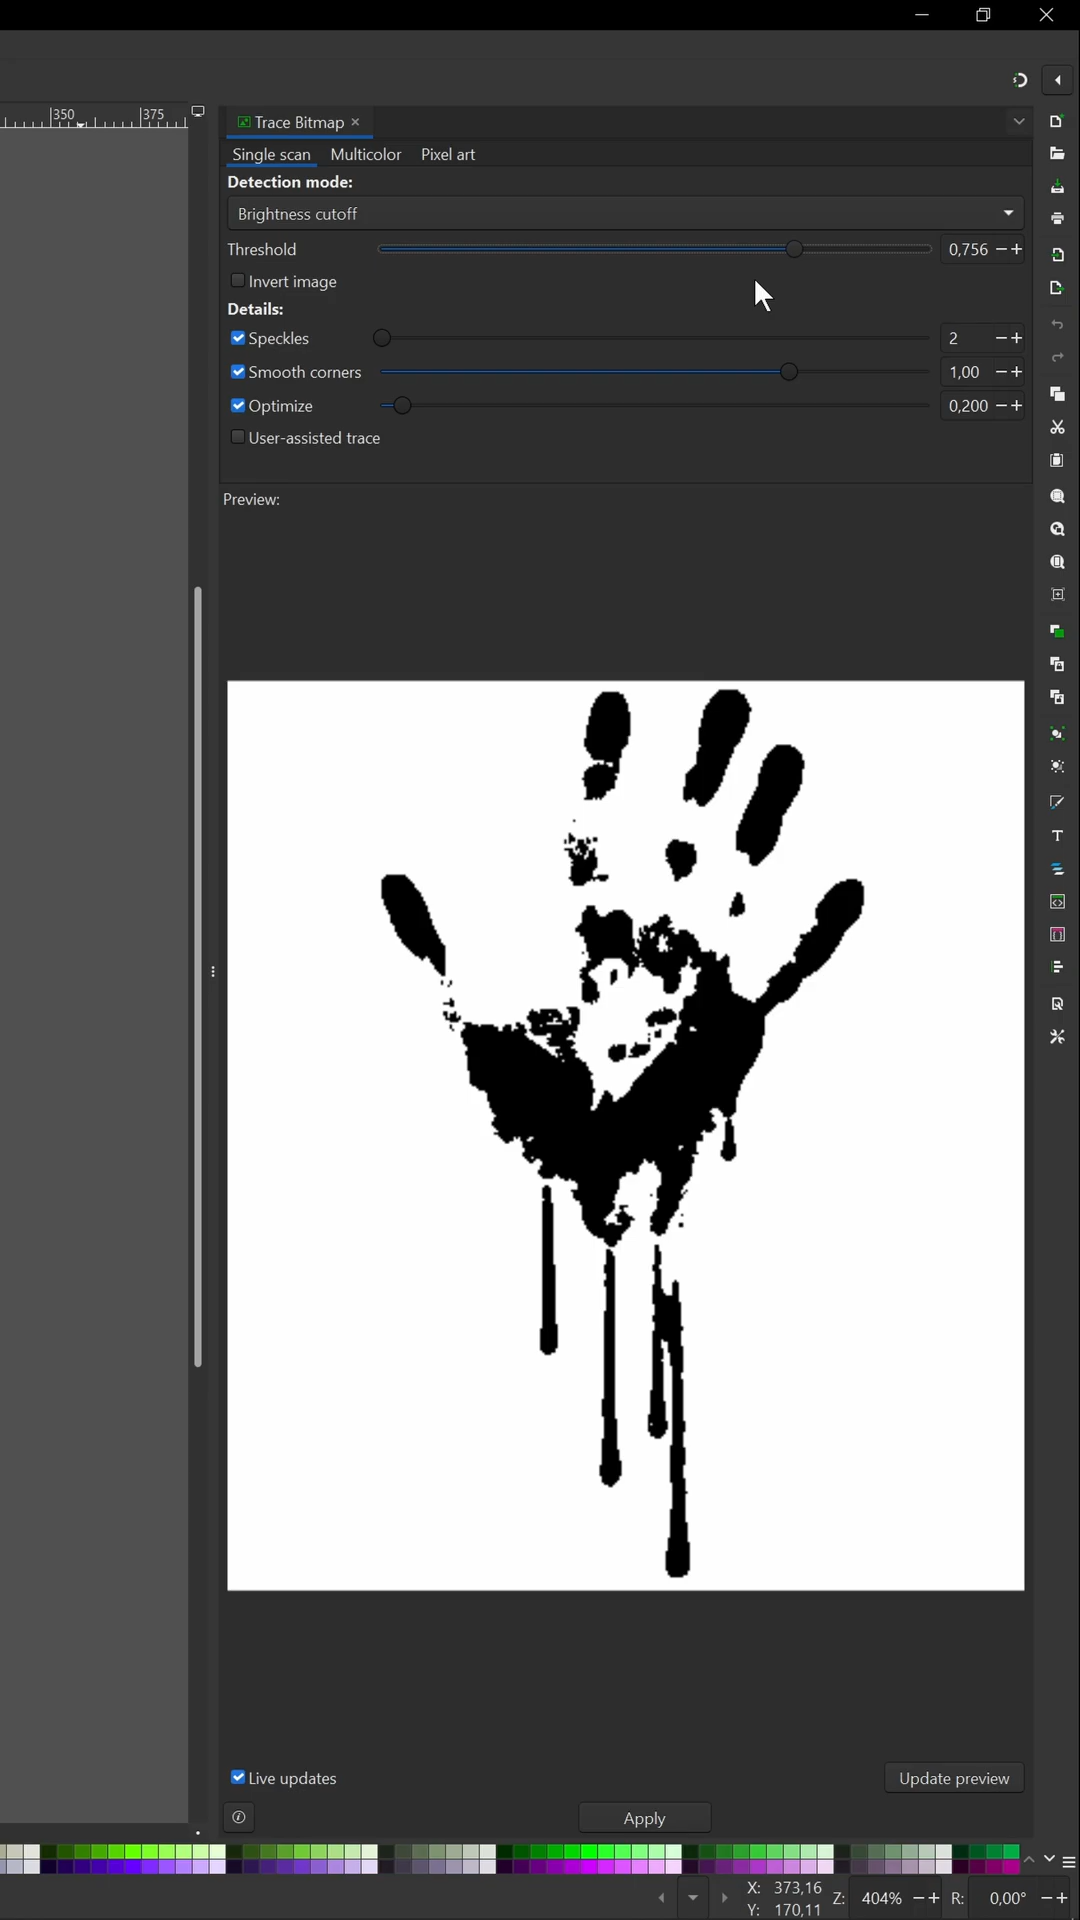 350 375
Trace Bitmap ×
Single scan Multicolor Pixel art
Detection mode:
Brightness cutoff
Threshold 0,756 − +
Invert image
Details:
Speckles 2 − +
Smooth corners 1,00 − +
Optimize 0,200 − +
User-assisted trace
Preview:
Live updates Update preview
Apply
X: 373,16 Z: 404% − + R: 0,00° − +
Y: 170,11